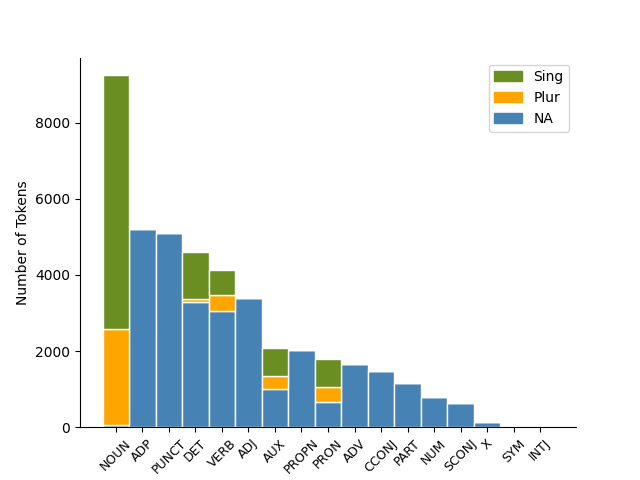 Sing
Plur
NA
8000
6000
4000
2000
0
Number of Tokens
NOUN
ADP
PUNCT
DET
VERB
ADJ
AUX
PROPN
PRON
ADV
CCONJ
PART
NUM
SCONJ
X
SYM
INTJ